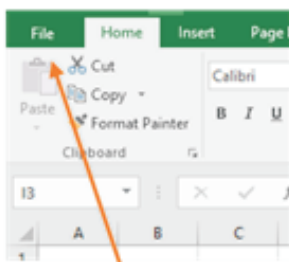 File Home Insert Page
Cut
Calibri
Copy
Paste
B I U
Format Painter
Clipboard
I3
A B C
1